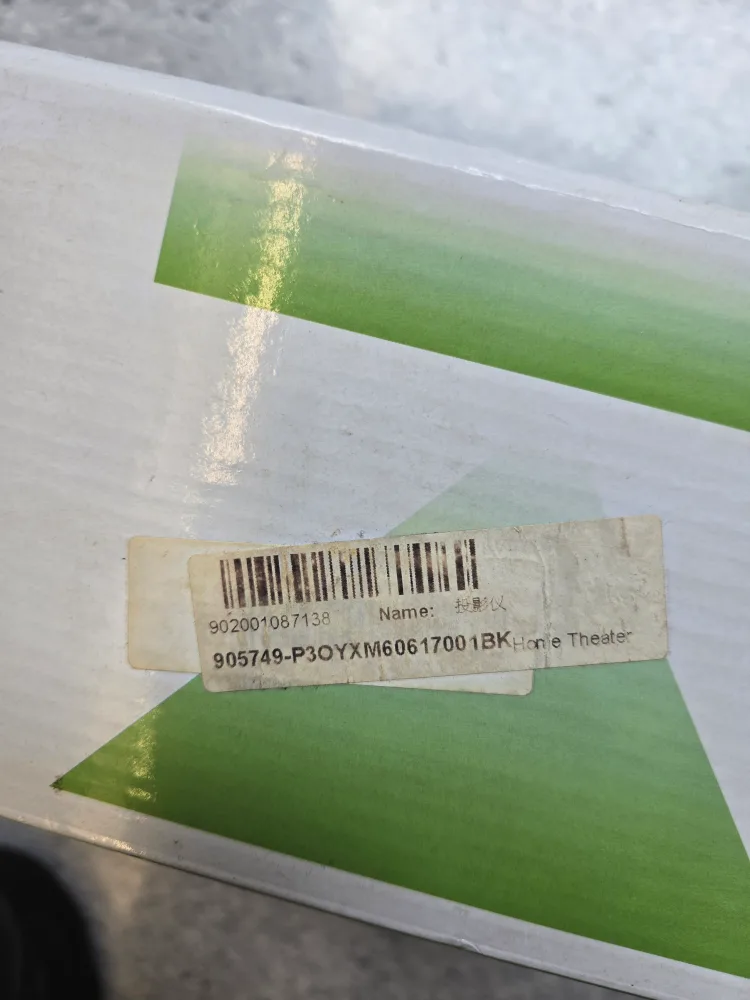 902001087138 Name: 投影仪
905749-P3OYXM60617001BK Home Theater